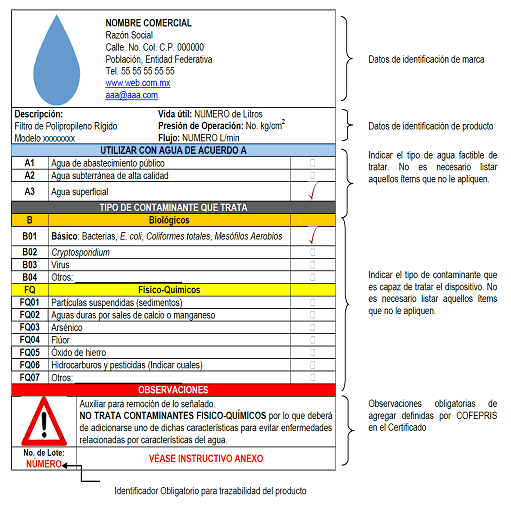 NOMBRE COMERCIAL
Razón Social
Calle No. Col. C.P. 000000
Población, Entidad Federativa
Tel. 55 55 55 55 55
www.web.com.mx
aaa@aaa.com
Datos de identificación de marca
Descripción:
Filtro de Polipropileno Rígido
Modelo xxxxxxxx
Vida útil: NUMERO de Litros
Presión de Operación: No. kg/cm2
Flujo: NUMERO L/min
Datos de identificación de producto
UTILIZAR CON AGUA DE ACUERDO A
A1 Agua de abastecimiento público
A2 Agua subterránea de alta calidad
A3 Agua superficial
Indicar el tipo de agua factible de
tratar. No es necesario listar
aquellos ítems que no le apliquen.
TIPO DE CONTAMINANTE QUE TRATA
B Biológicos
B01 Básico: Bacterias, E. coli, Coliformes totales, Mesófilos Aerobios
B02 Cryptosporidium
B03 Virus
B04 Otros:
FQ Físico-Químicos
FQ01 Partículas suspendidas (sedimentos)
FQ02 Aguas duras por sales de calcio o manganeso
FQ03 Arsénico
FQ04 Flúor
FQ05 Óxido de hierro
FQ06 Hidrocarburos y pesticidas (Indicar cuales)
FQ07 Otros:
Indicar el tipo de contaminante que
es capaz de tratar el dispositivo. No
es necesario listar aquellos ítems
que no le apliquen.
OBSERVACIONES
Auxiliar para remoción de lo señalado.
NO TRATA CONTAMINANTES FISICO-QUÍMICOS por lo que deberá
de adicionarse uno de dichas características para evitar enfermedades
relacionadas por características del agua.
Observaciones obligatorias de
agregar definidas por COFEPRIS
en el Certificado
No. de Lote:
NÚMERO
VÉASE INSTRUCTIVO ANEXO
Identificador Obligatorio para trazabilidad del producto